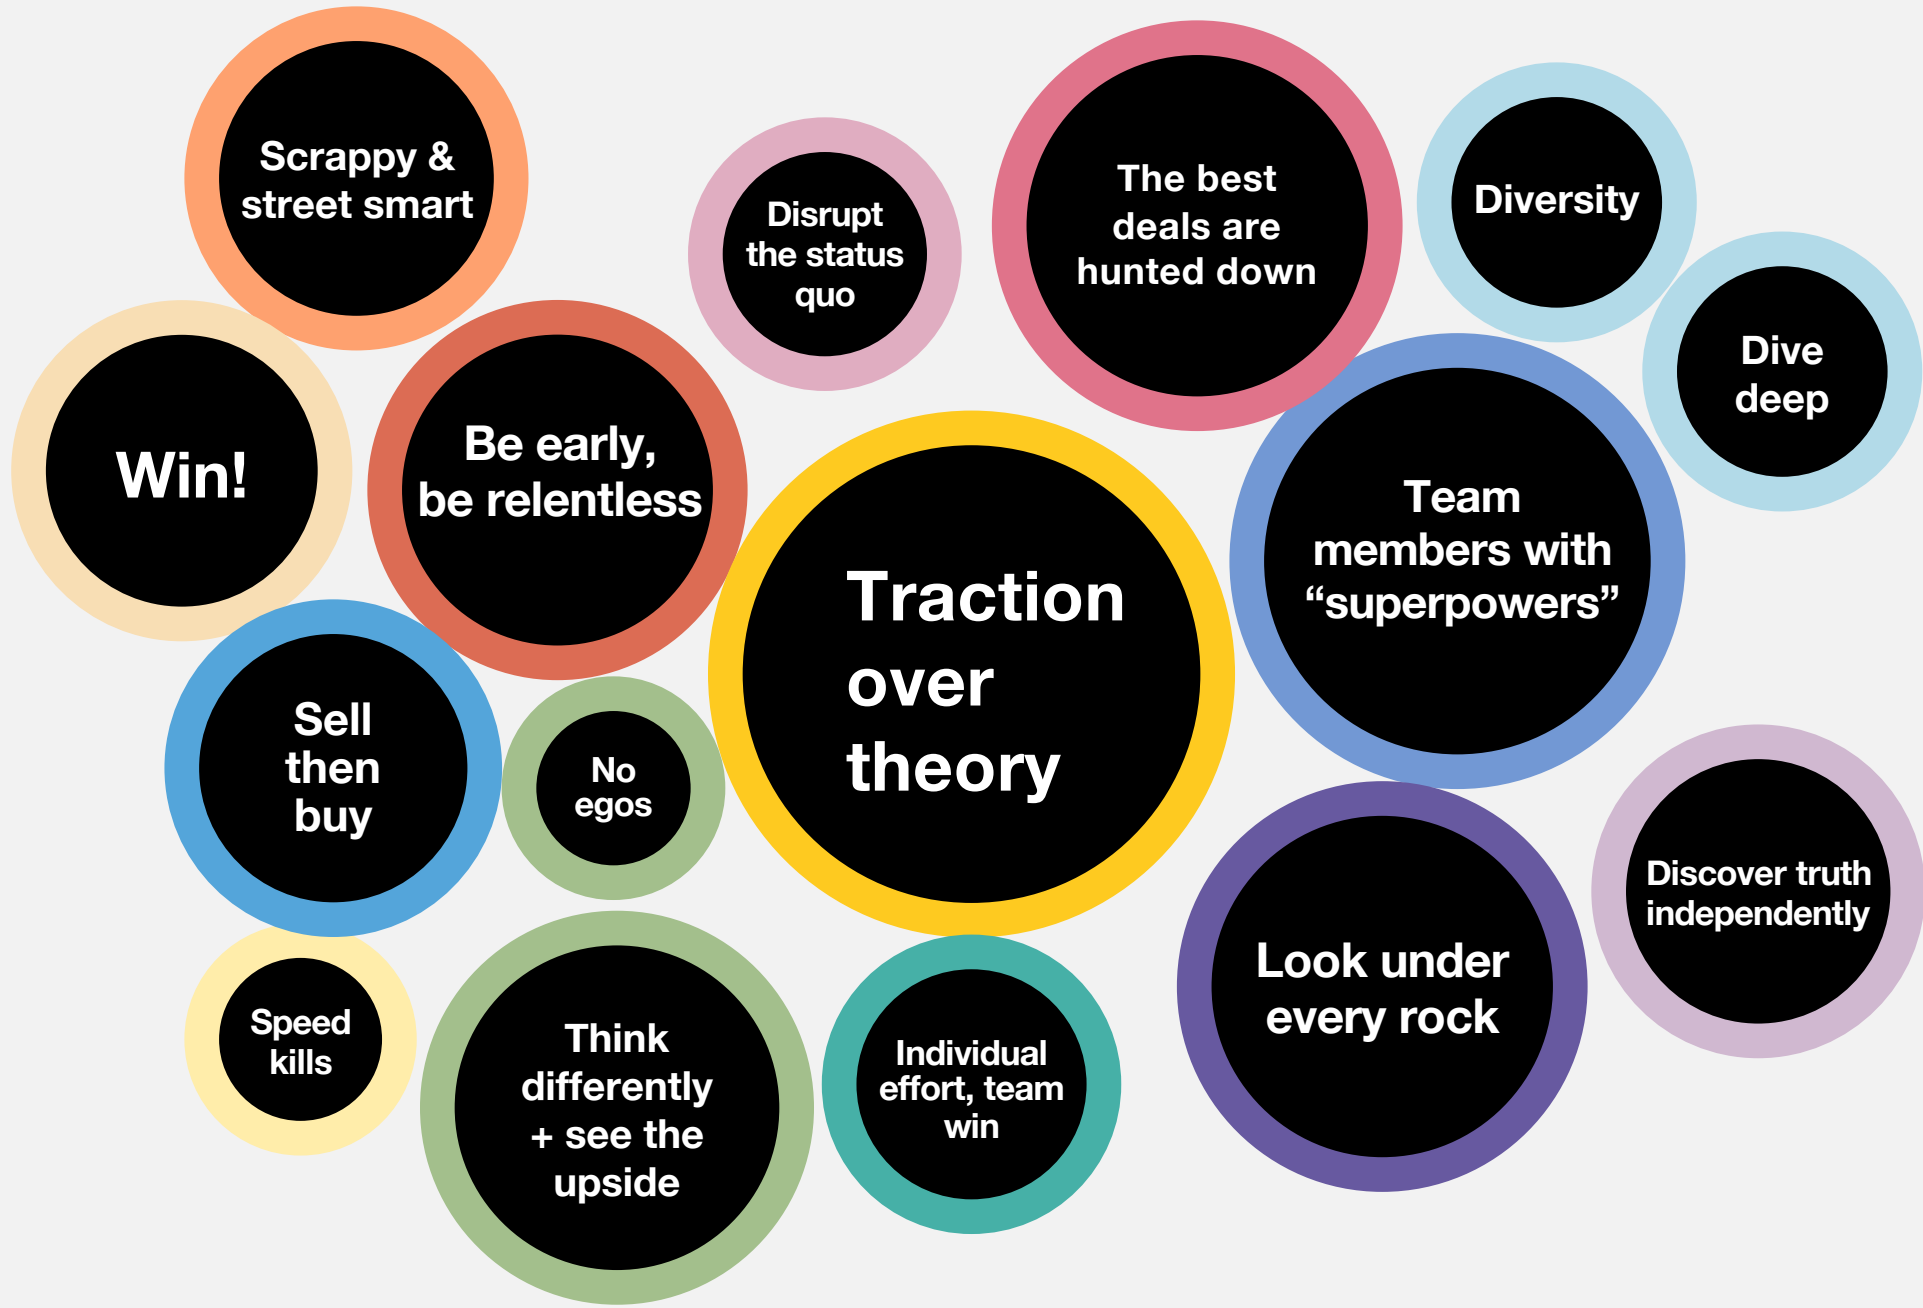 Scrappy &
street smart
Disrupt
the status
quo
The best
deals are
hunted down
Diversity
Dive
deep
Win!
Be early,
be relentless
Traction
over
theory
Team
members with
“superpowers”
Sell
then
buy
No
egos
Discover truth
independently
Look under
every rock
Speed
kills
Think
differently
+ see the
upside
Individual
effort, team
win